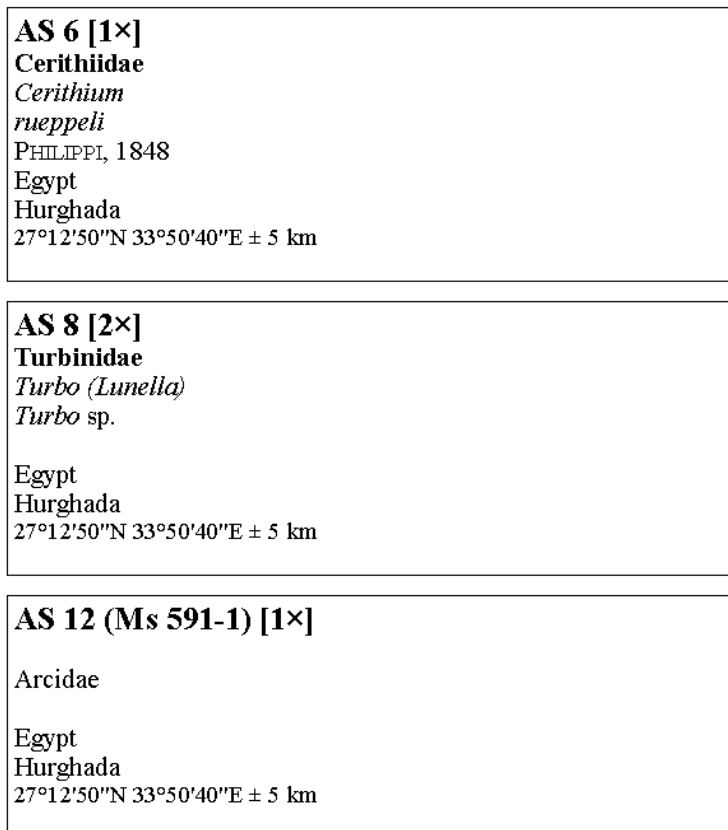 AS 6 [1×]
Cerithiidae
Cerithium
rueppeli
PHILIPPI, 1848
Egypt
Hurghada
27°12'50"N 33°50'40"E ± 5 km
AS 8 [2×]
Turbinidae
Turbo (Lunella)
Turbo sp.
Egypt
Hurghada
27°12'50"N 33°50'40"E ± 5 km
AS 12 (Ms 591-1) [1×]
Arcidae
Egypt
Hurghada
27°12'50"N 33°50'40"E ± 5 km